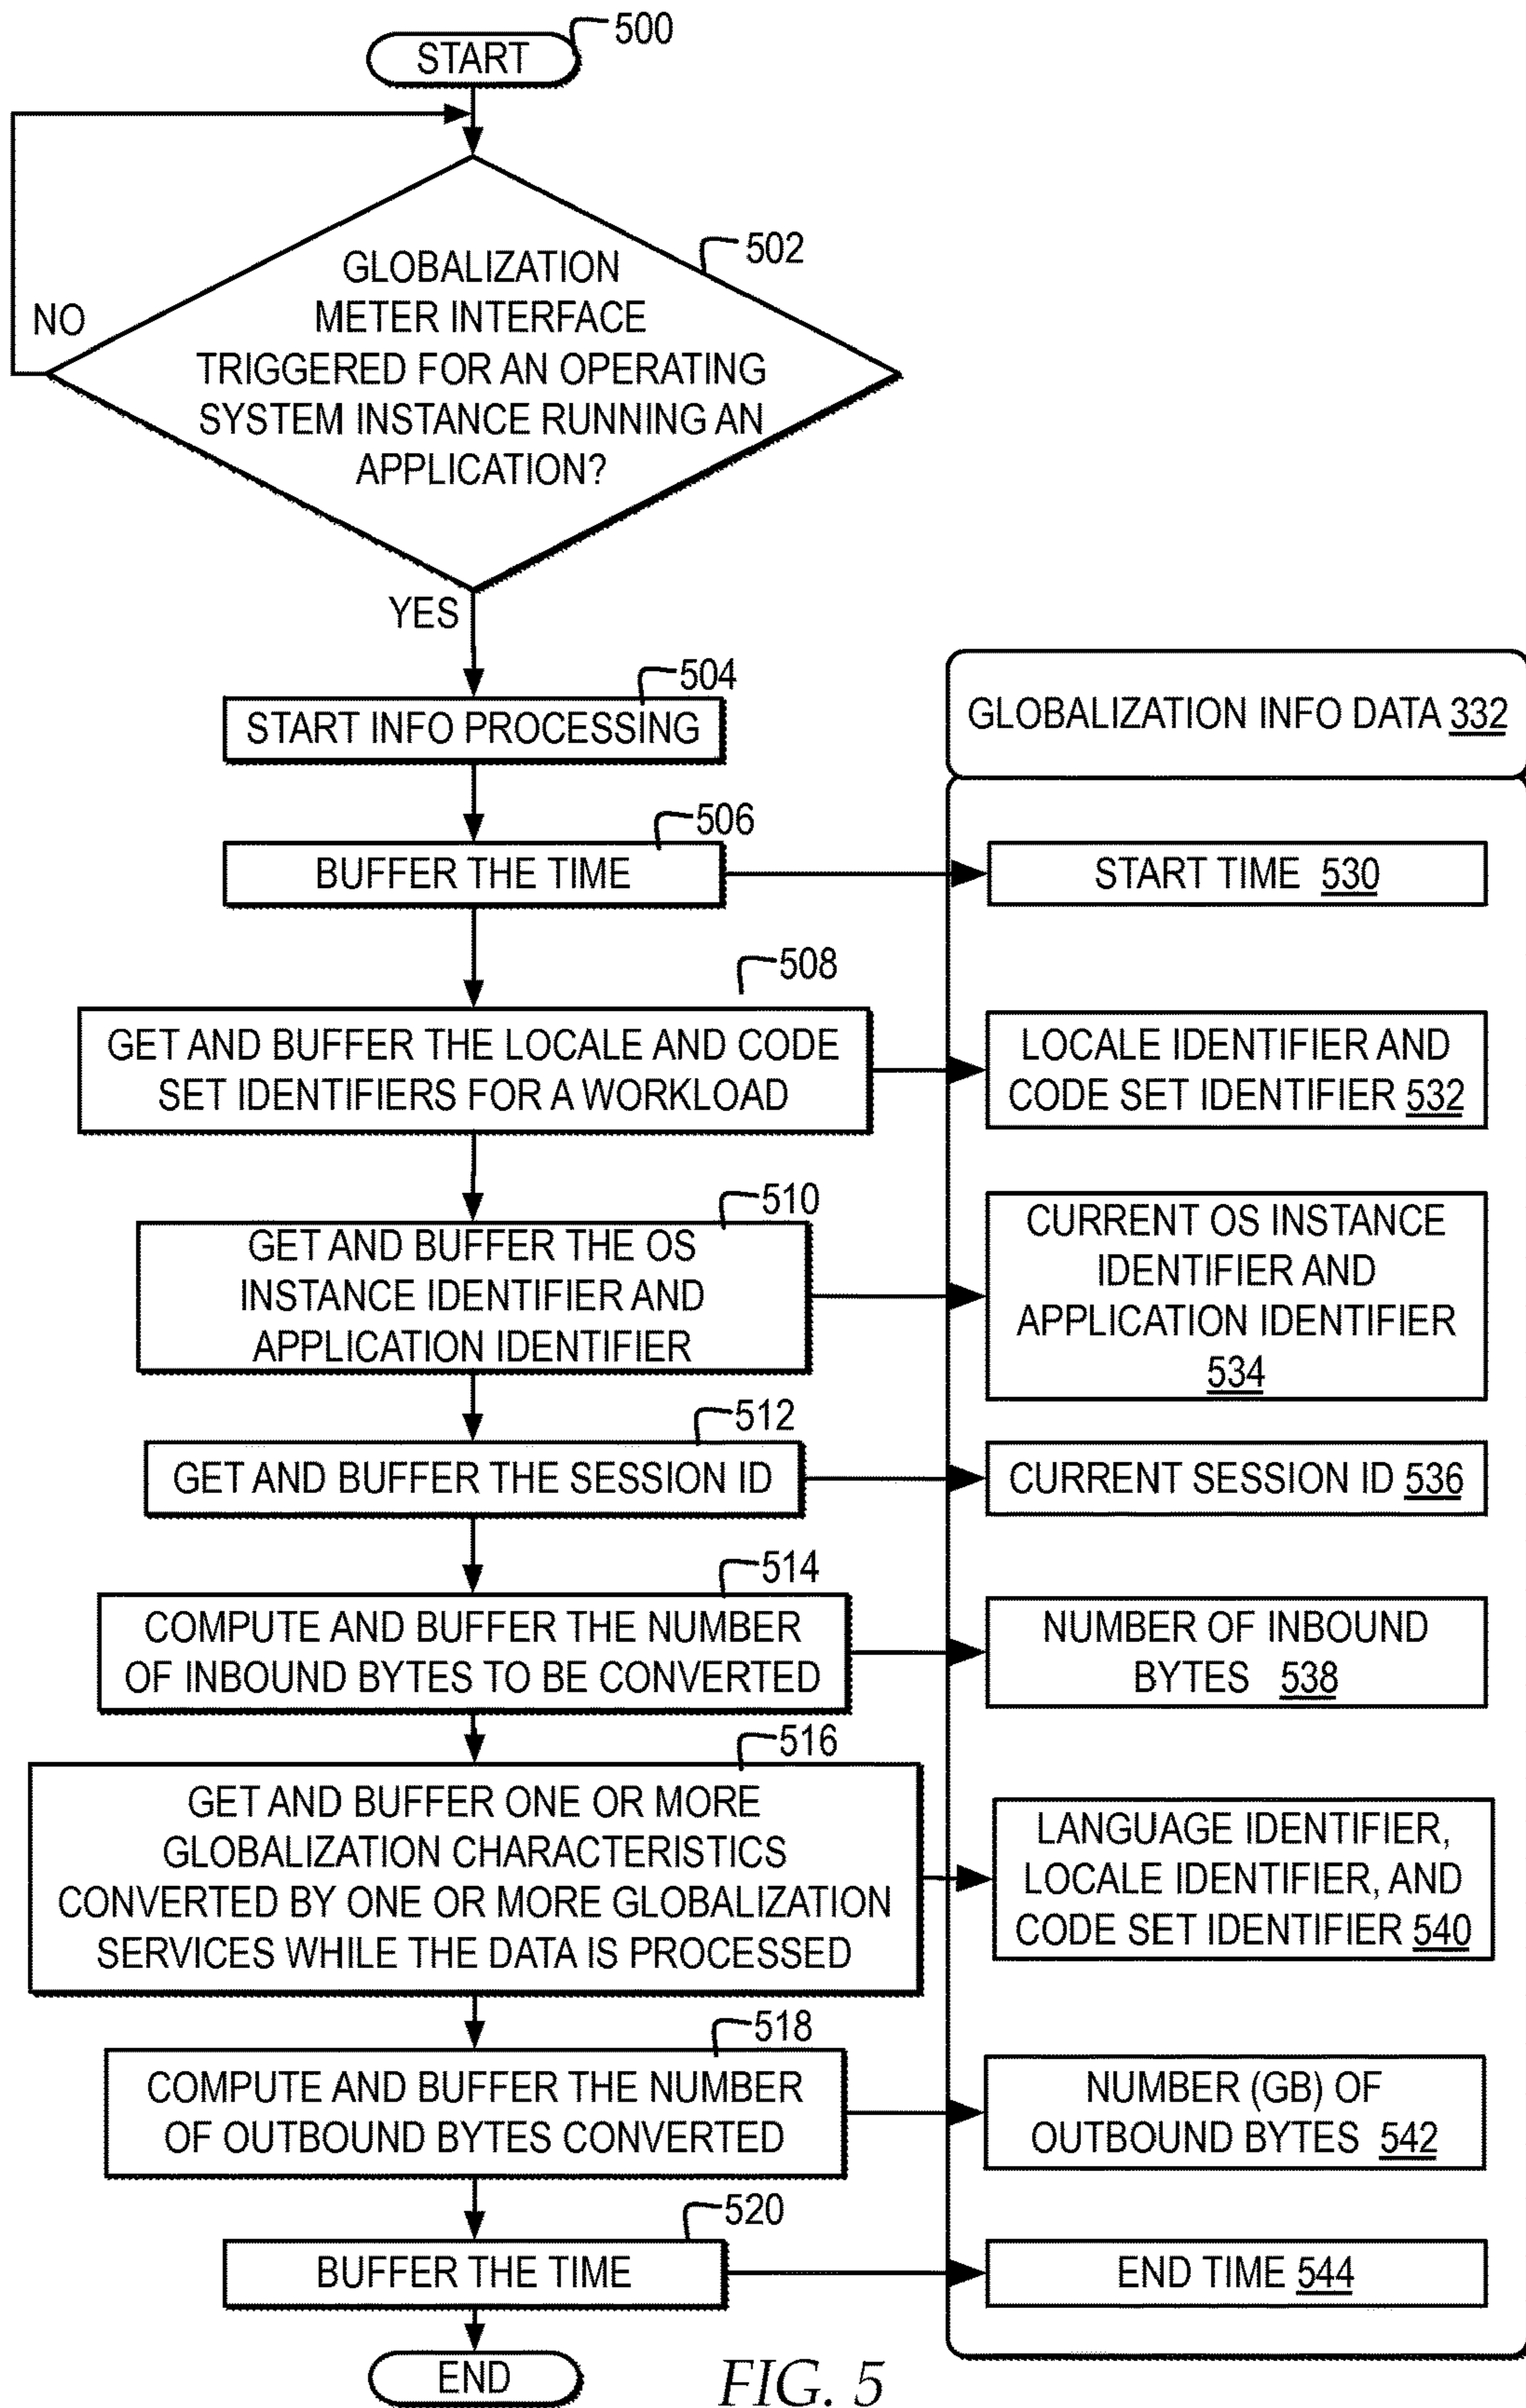 START
500
502
GLOBALIZATION
METER INTERFACE
TRIGGERED FOR AN OPERATING
SYSTEM INSTANCE RUNNING AN
APPLICATION?
NO
YES
504
START INFO PROCESSING
GLOBALIZATION INFO DATA 332
506
BUFFER THE TIME
START TIME 530
508
GET AND BUFFER THE LOCALE AND CODE
SET IDENTIFIERS FOR A WORKLOAD
LOCALE IDENTIFIER AND
CODE SET IDENTIFIER 532
510
GET AND BUFFER THE OS
INSTANCE IDENTIFIER AND
APPLICATION IDENTIFIER
CURRENT OS INSTANCE
IDENTIFIER AND
APPLICATION IDENTIFIER
534
512
GET AND BUFFER THE SESSION ID
CURRENT SESSION ID 536
514
COMPUTE AND BUFFER THE NUMBER
OF INBOUND BYTES TO BE CONVERTED
NUMBER OF INBOUND
BYTES 538
516
GET AND BUFFER ONE OR MORE
GLOBALIZATION CHARACTERISTICS
CONVERTED BY ONE OR MORE GLOBALIZATION
SERVICES WHILE THE DATA IS PROCESSED
LANGUAGE IDENTIFIER,
LOCALE IDENTIFIER, AND
CODE SET IDENTIFIER 540
518
COMPUTE AND BUFFER THE NUMBER
OF OUTBOUND BYTES CONVERTED
NUMBER (GB) OF
OUTBOUND BYTES 542
520
BUFFER THE TIME
END TIME 544
END
FIG. 5